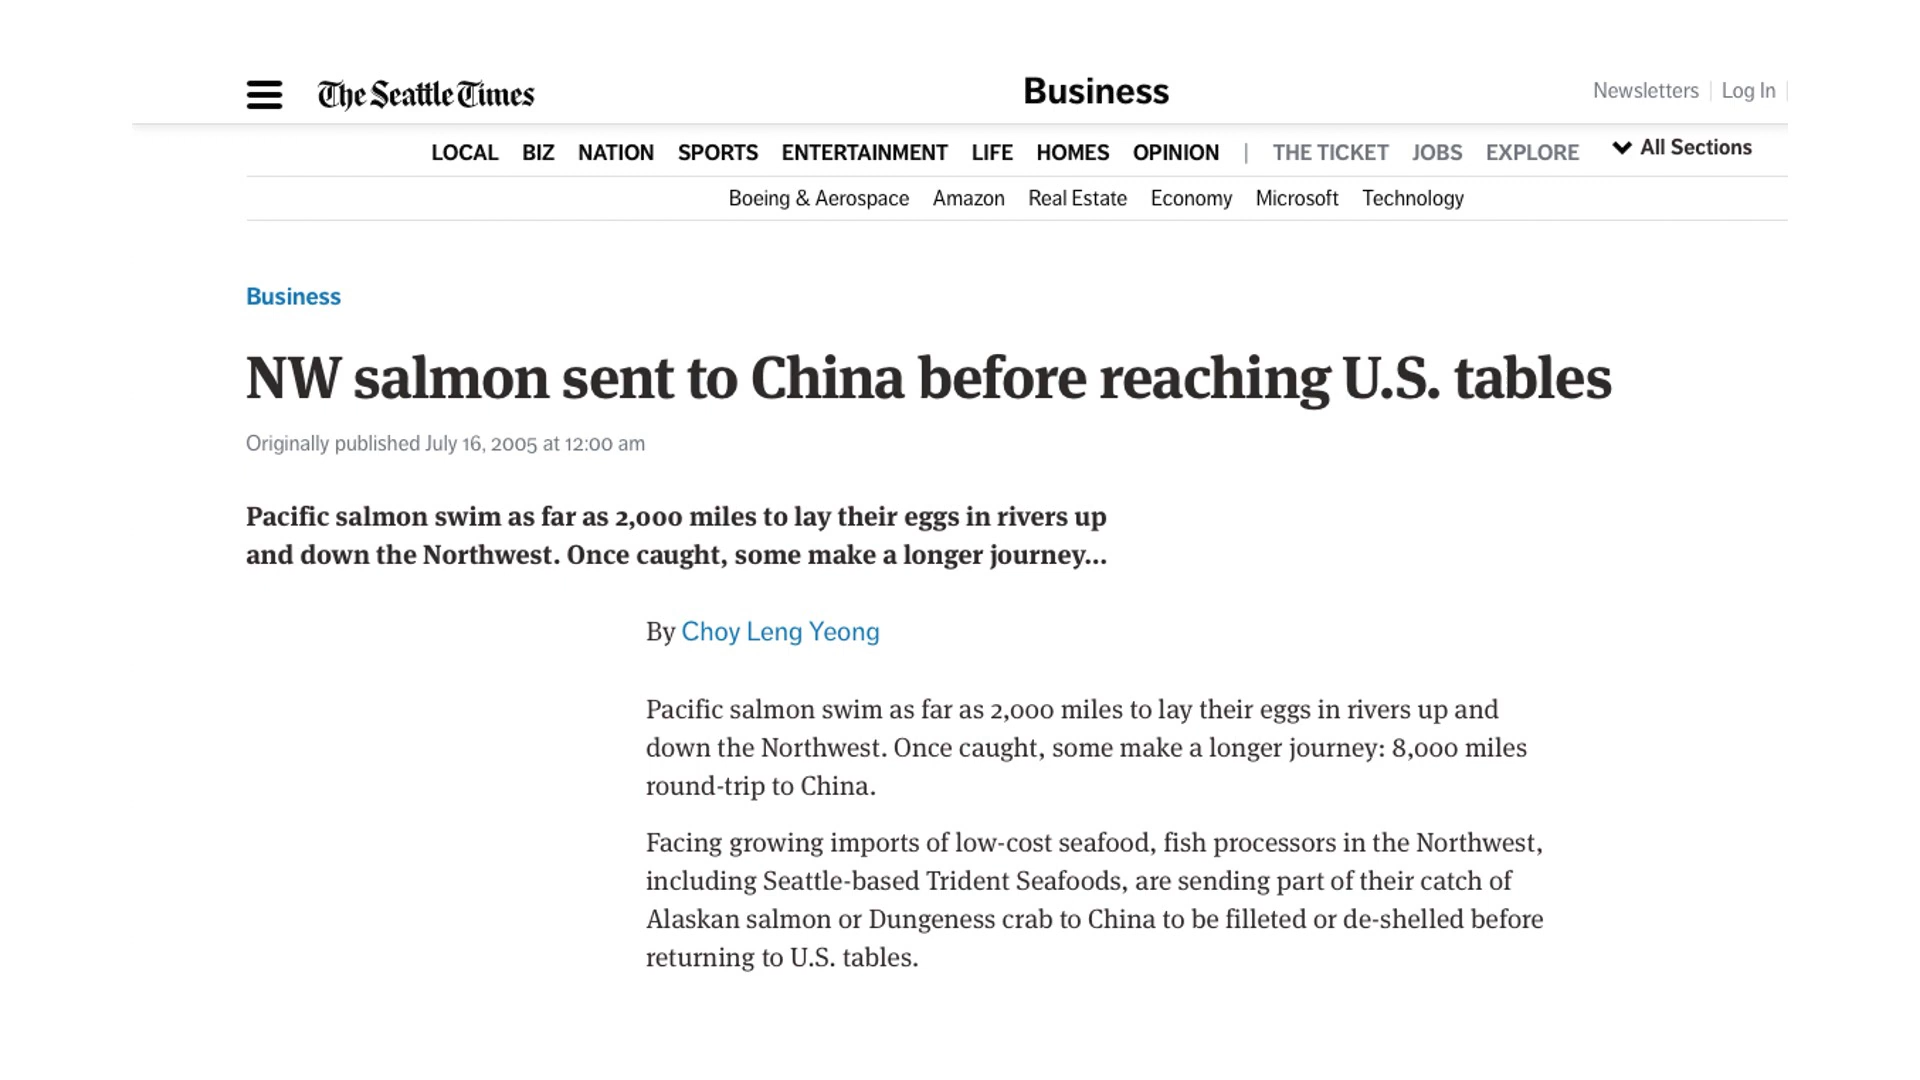 The Seattle Times
Business
Newsletters | Log In |
LOCAL BIZ NATION SPORTS ENTERTAINMENT LIFE HOMES OPINION | THE TICKET JOBS EXPLORE All Sections
Boeing & Aerospace Amazon Real Estate Economy Microsoft Technology
Business
NW salmon sent to China before reaching U.S. tables
Originally published July 16, 2005 at 12:00 am
Pacific salmon swim as far as 2,000 miles to lay their eggs in rivers up
and down the Northwest. Once caught, some make a longer journey...
By Choy Leng Yeong
Pacific salmon swim as far as 2,000 miles to lay their eggs in rivers up and
down the Northwest. Once caught, some make a longer journey: 8,000 miles
round-trip to China.
Facing growing imports of low-cost seafood, fish processors in the Northwest,
including Seattle-based Trident Seafoods, are sending part of their catch of
Alaskan salmon or Dungeness crab to China to be filleted or de-shelled before
returning to U.S. tables.